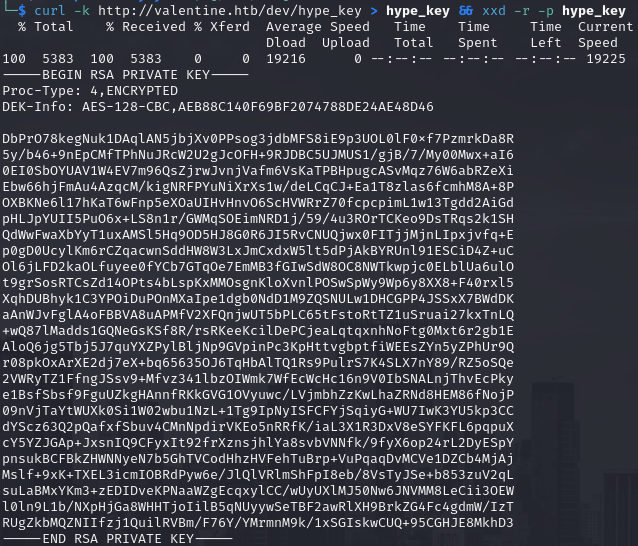 └─$ curl -k http://valentine.htb/dev/hype_key > hype_key && xxd -r -p hype_key
% Total % Received % Xferd Average Speed Time Time Time Current
Dload Upload Total Spent Left Speed
100 5383 100 5383 0 0 19216 0 --:--:-- --:--:-- --:--:-- 19225
-----BEGIN RSA PRIVATE KEY-----
Proc-Type: 4,ENCRYPTED
DEK-Info: AES-128-CBC,AEB88C140F69BF2074788DE24AE48D46
DbPrO78kegNuk1DAqlAN5jbjXv0PPsog3jdbMFS8iE9p3UOL0lF0xf7PzmrkDa8R
5y/b46+9nEpCMfTPhNuJRcW2U2gJcOFH+9RJDBC5UJMUS1/gjB/7/My00Mwx+aI6
0EI0SbOYUAV1W4EV7m96QsZjrwJvnjVafm6VsKaTPBHpugcASvMqz76W6abRZeXi
Ebw66hjFmAu4AzqcM/kigNRFPYuNiXrXs1w/deLCqCJ+Ea1T8zlas6fcmhM8A+8P
OXBKNe6l17hKaT6wFnp5eXOaUIHvHnvO6ScHVWRrZ70fcpcpimL1w13Tgdd2AiGd
pHLJpYUII5PuO6x+LS8n1r/GWMqSOEimNRD1j/59/4u3ROrTCKeo9DsTRqs2k1SH
QdWwFwaXbYyT1uxAMSl5Hq9OD5HJ8G0R6JI5RvCNUQjwx0FITjjMjnLIpxjvfq+E
p0gD0UcylKm6rCZqacwnSddHW8W3LxJmCxdxW5lt5dPjAkBYRUnl91ESCiD4Z+uC
Ol6jLFD2kaOLfuyee0fYCb7GTqOe7EmMB3fGIwSdW8OC8NWTkwpjc0ELblUa6ulO
t9grSosRTCsZd14OPts4bLspKxMMOsgnKloXvnlPOSwSpWy9Wp6y8XX8+F40rxl5
XqhDUBhyk1C3YPOiDuPOnMXaIpe1dgb0NdD1M9ZQSNULw1DHCGPP4JSSxX7BWdDK
aAnWJvFglA4oFBBVA8uAPMfV2XFQnjwUT5bPLC65tFstoRtTZ1uSruai27kxTnLQ
+wQ87lMadds1GQNeGsKSf8R/rsRKeeKcilDePCjeaLqtqxnhNoFtg0Mxt6r2gb1E
AloQ6jg5Tbj5J7quYXZPylBljNp9GVpinPc3KpHttvgbptfiWEEsZYn5yZPhUr9Q
r08pkOxArXE2dj7eX+bq65635OJ6TqHbAlTQ1Rs9PulrS7K4SLX7nY89/RZ5oSQe
2VWRyTZ1FfngJSsv9+Mfvz341lbzOIWmk7WfEcWcHc16n9V0IbSNALnjThvEcPky
e1BsfSbsf9FguUZkgHAnnfRKkGVG1OVyuwc/LVjmbhZzKwLhaZRNd8HEM86fNojP
09nVjTaYtWUXk0Si1W02wbu1NzL+1Tg9IpNyISFCFYjSqiyG+WU7IwK3YU5kp3CC
dYScz63Q2pQafxfSbuv4CMnNpdirVKEo5nRRfK/iaL3X1R3DxV8eSYFKFL6pqpuX
cY5YZJGAp+JxsnIQ9CFyxIt92frXznsjhlYa8svbVNNfk/9fyX6op24rL2DyESpY
pnsukBCFBkZHWNNyeN7b5GhTVCodHhzHVFehTuBrp+VuPqaqDvMCVe1DZCb4MjAj
Mslf+9xK+TXEL3icmIOBRdPyw6e/JlQlVRlmShFpI8eb/8VsTyJSe+b853zuV2qL
suLaBMxYKm3+zEDIDveKPNaaWZgEcqxylCC/wUyUXlMJ50Nw6JNVMM8LeCii3OEW
l0ln9L1b/NXpHjGa8WHHTjoIilB5qNUyywSeTBF2awRlXH9BrkZG4Fc4gdmW/IzT
RUgZkbMQZNIIfzj1QuilRVBm/F76Y/YMrmnM9k/1xSGIskwCUQ+95CGHJE8MkhD3
-----END RSA PRIVATE KEY-----